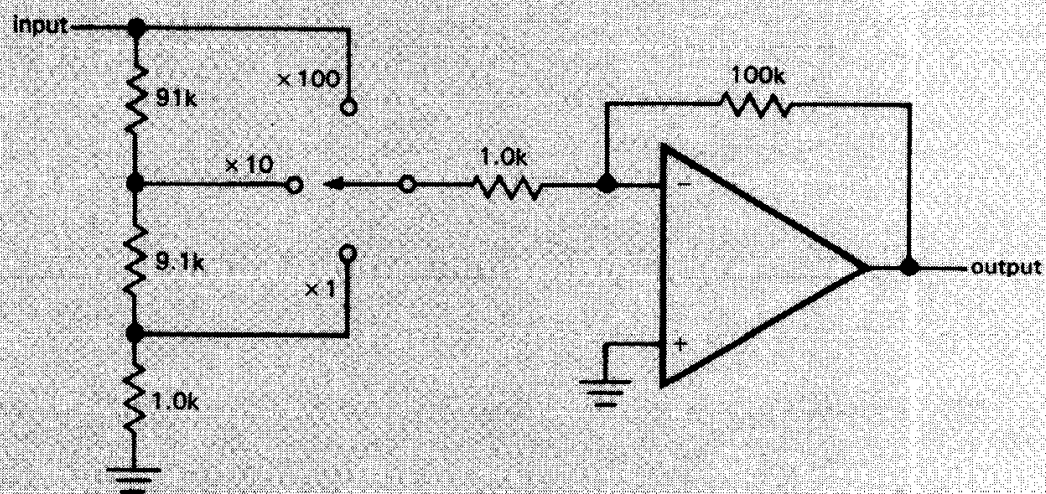 input
× 100
91k
100k
× 10
1.0k
−
9.1k
× 1
output
+
1.0k